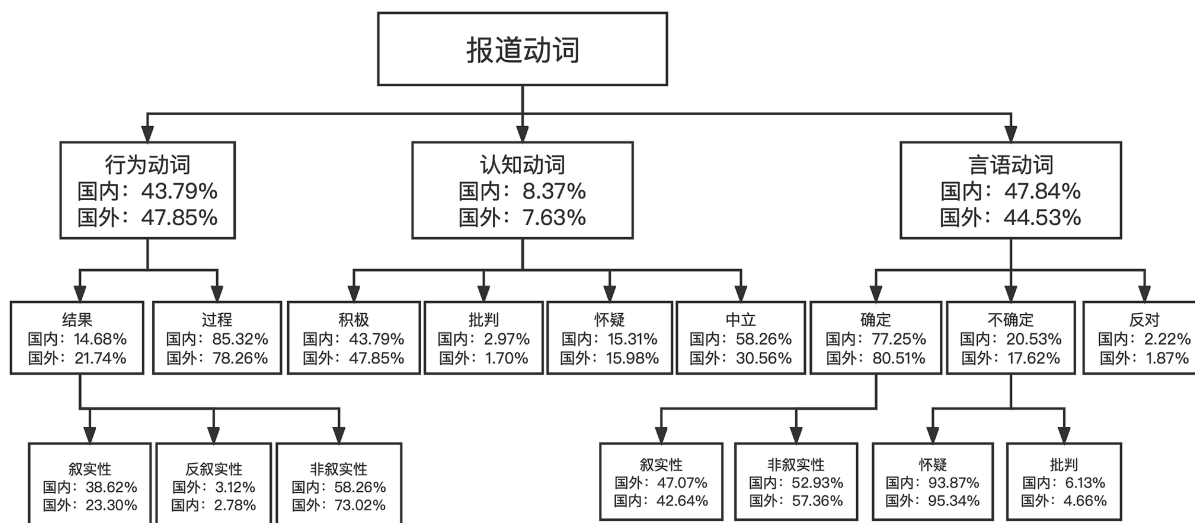 报道动词
行为动词
国内：43.79%
国外：47.85%
认知动词
国内：8.37%
国外：7.63%
言语动词
国内：47.84%
国外：44.53%
结果
国内：14.68%
国外：21.74%
过程
国内：85.32%
国外：78.26%
积极
国内：43.79%
国外：47.85%
批判
国内：2.97%
国外：1.70%
怀疑
国内：15.31%
国外：15.98%
中立
国内：58.26%
国外：30.56%
确定
国内：77.25%
国外：80.51%
不确定
国内：20.53%
国外：17.62%
反对
国内：2.22%
国外：1.87%
叙实性
国内：38.62%
国外：23.30%
反叙实性
国外：3.12%
国内：2.78%
非叙实性
国内：58.26%
国外：73.02%
叙实性
国外：47.07%
国内：42.64%
非叙实性
国内：52.93%
国外：57.36%
怀疑
国内：93.87%
国外：95.34%
批判
国内：6.13%
国外：4.66%